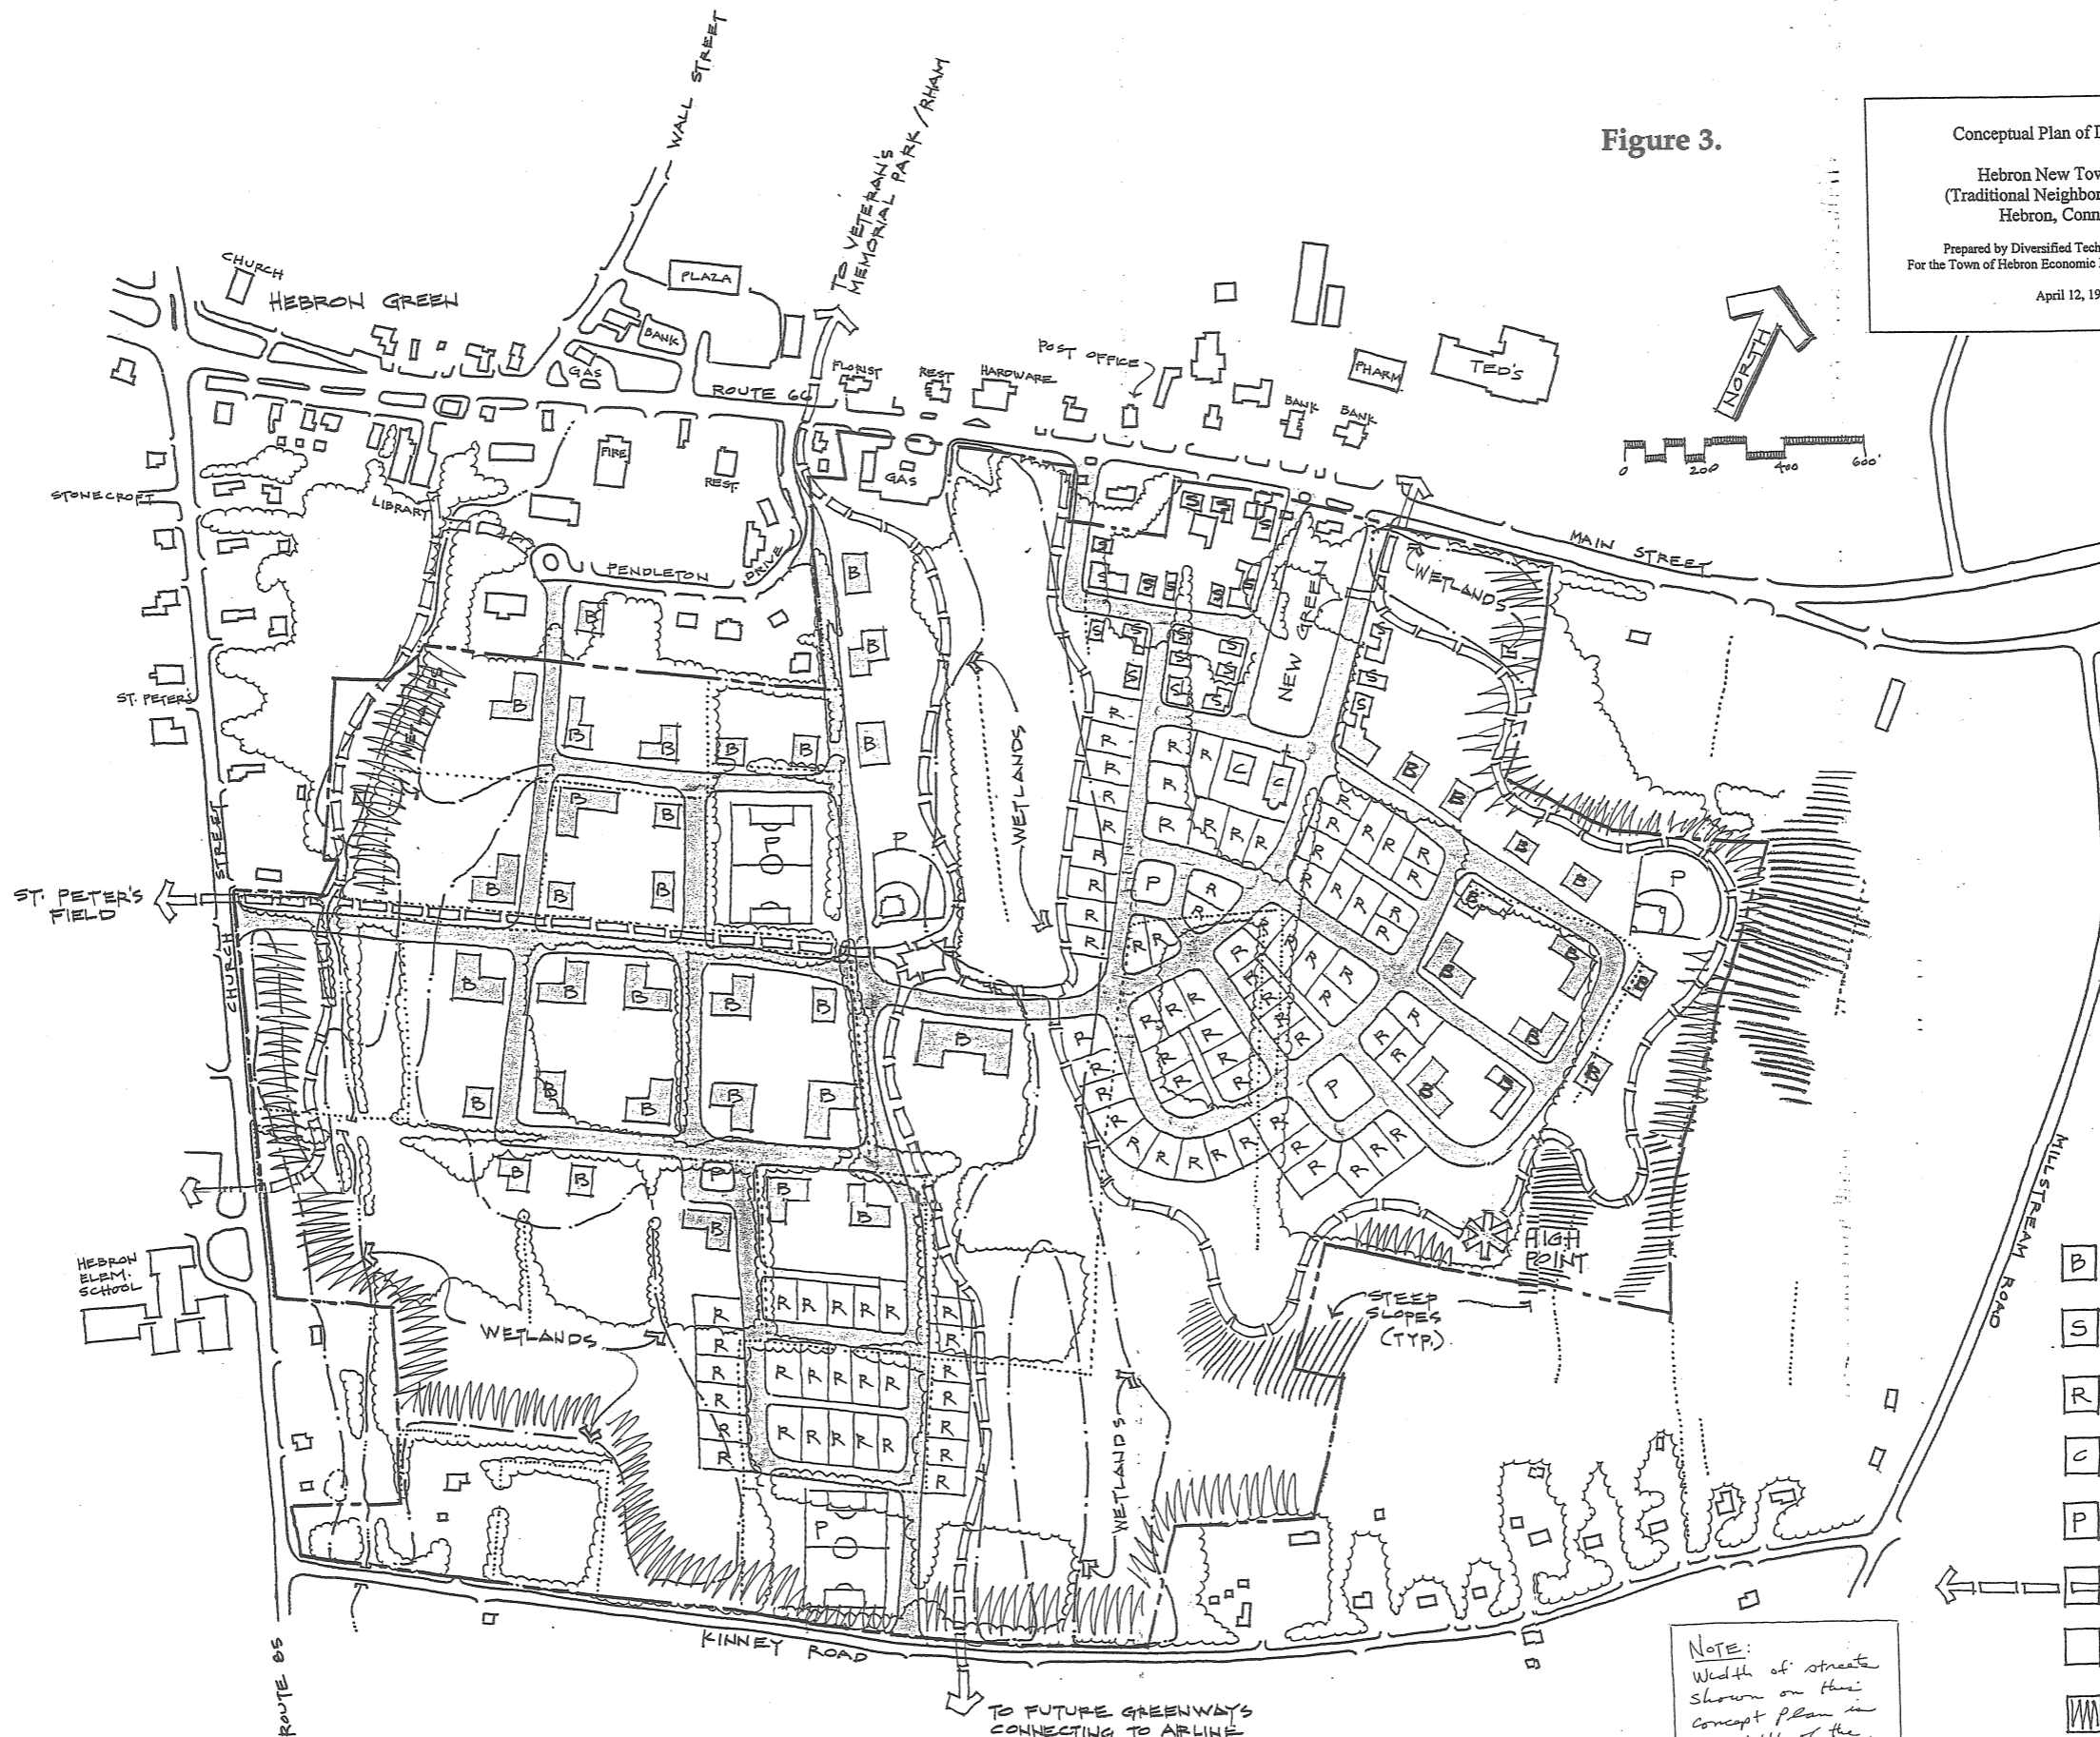 Figure 3.
Conceptual Plan of D
Hebron New Tow
(Traditional Neighbor
Hebron, Conn
Prepared by Diversified Tech
For the Town of Hebron Economic
April 12, 19
NORTH
0 200 400 600'
WALL STREET
TO VETERAN'S
MEMORIAL PARK / RHAM
CHURCH
HEBRON GREEN
PLAZA
BANK
GAS
ROUTE 66
FLORIST
REST
HARDWARE
POST OFFICE
BANK
BANK
PHARM
TED'S
MAIN STREET
STONECROFT
LIBRARY
FIRE
REST.
GAS
PENDLETON
DRIVE
NEW GREEN
WETLANDS
WETLANDS
ST. PETER'S
ST. PETER'S
FIELD
CHURCH STREET
P
P
P
P
P
HEBRON
ELEM.
SCHOOL
WETLANDS
P
P
WETLANDS
HIGH
POINT
STEEP
SLOPES
(TYP.)
MILLSTREAM ROAD
KINNEY ROAD
ROUTE 85
TO FUTURE GREENWAYS
CONNECTING TO AIRLINE
B
S
R
C
P
NOTE:
Width of streets
shown on this
concept plan is
of the